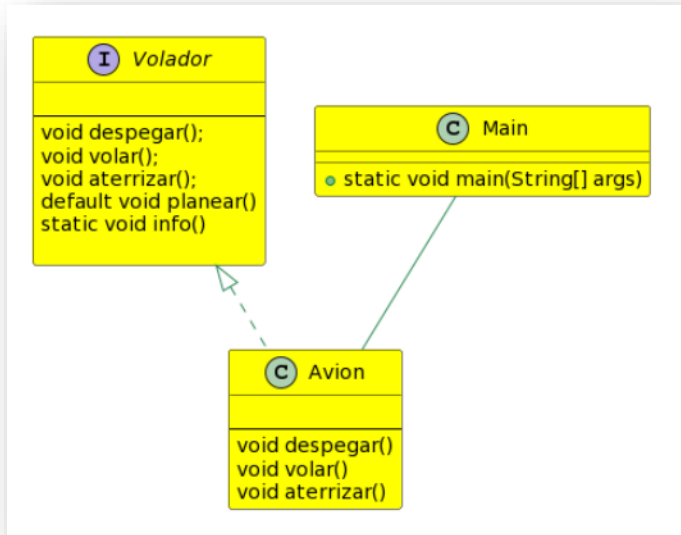 I Volador
void despegar();
void volar();
void aterrizar();
default void planear()
static void info()
C Main
static void main(String[] args)
C Avion
void despegar()
void volar()
void aterrizar()